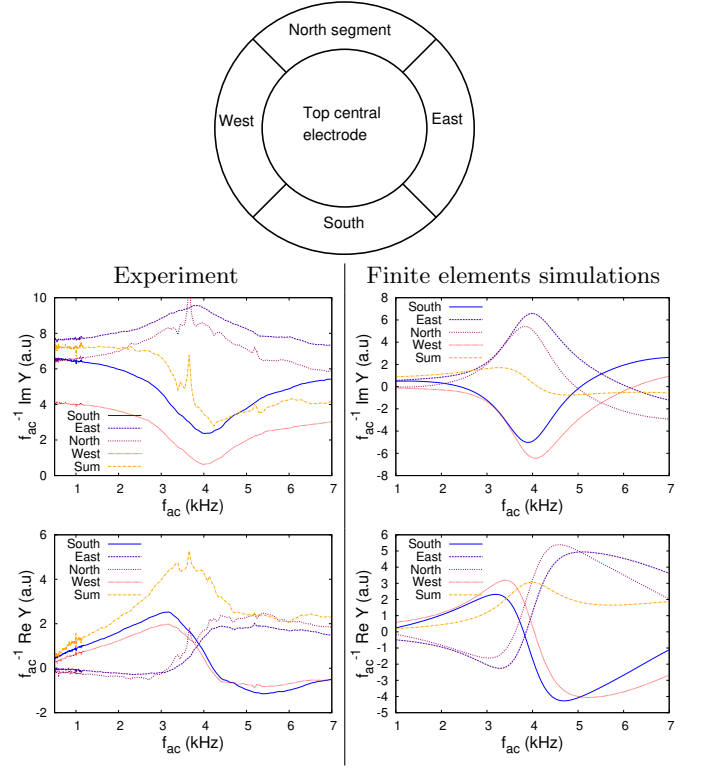 North segment
West
East
Top central
electrode
South
Experiment
Finite elements simulations
f_ac^-1 Im Y (a.u)
10
8
6
4
2
0
South
East
North
West
Sum
1 2 3 4 5 6 7
f_ac (kHz)
f_ac^-1 Im Y (a.u)
8
6
4
2
0
-2
-4
-6
-8
South
East
North
West
Sum
1 2 3 4 5 6 7
f_ac (kHz)
f_ac^-1 Re Y (a.u)
6
4
2
0
-2
South
East
North
West
Sum
1 2 3 4 5 6 7
f_ac (kHz)
f_ac^-1 Re Y (a.u)
6
5
4
3
2
1
0
-1
-2
-3
-4
-5
South
East
North
West
Sum
1 2 3 4 5 6 7
f_ac (kHz)